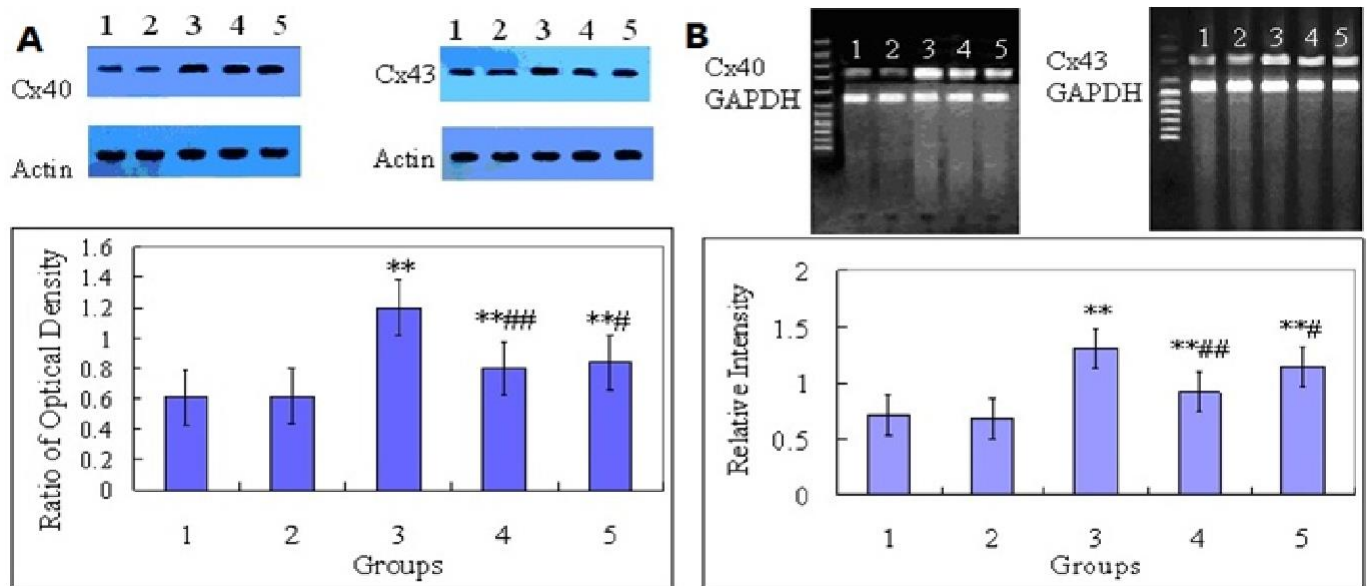 A
1 2 3 4 5
Cx40
Actin
1 2 3 4 5
Cx43
Actin
Ratio of Optical Density
1.6
1.4
1.2
1
0.8
0.6
0.4
0.2
0
**
**##
**#
1 2 3 4 5
Groups
B
1 2 3 4 5
Cx40
GAPDH
1 2 3 4 5
Cx43
GAPDH
Relative Intensity
2
1.5
1
0.5
0
**
**##
**#
1 2 3 4 5
Groups